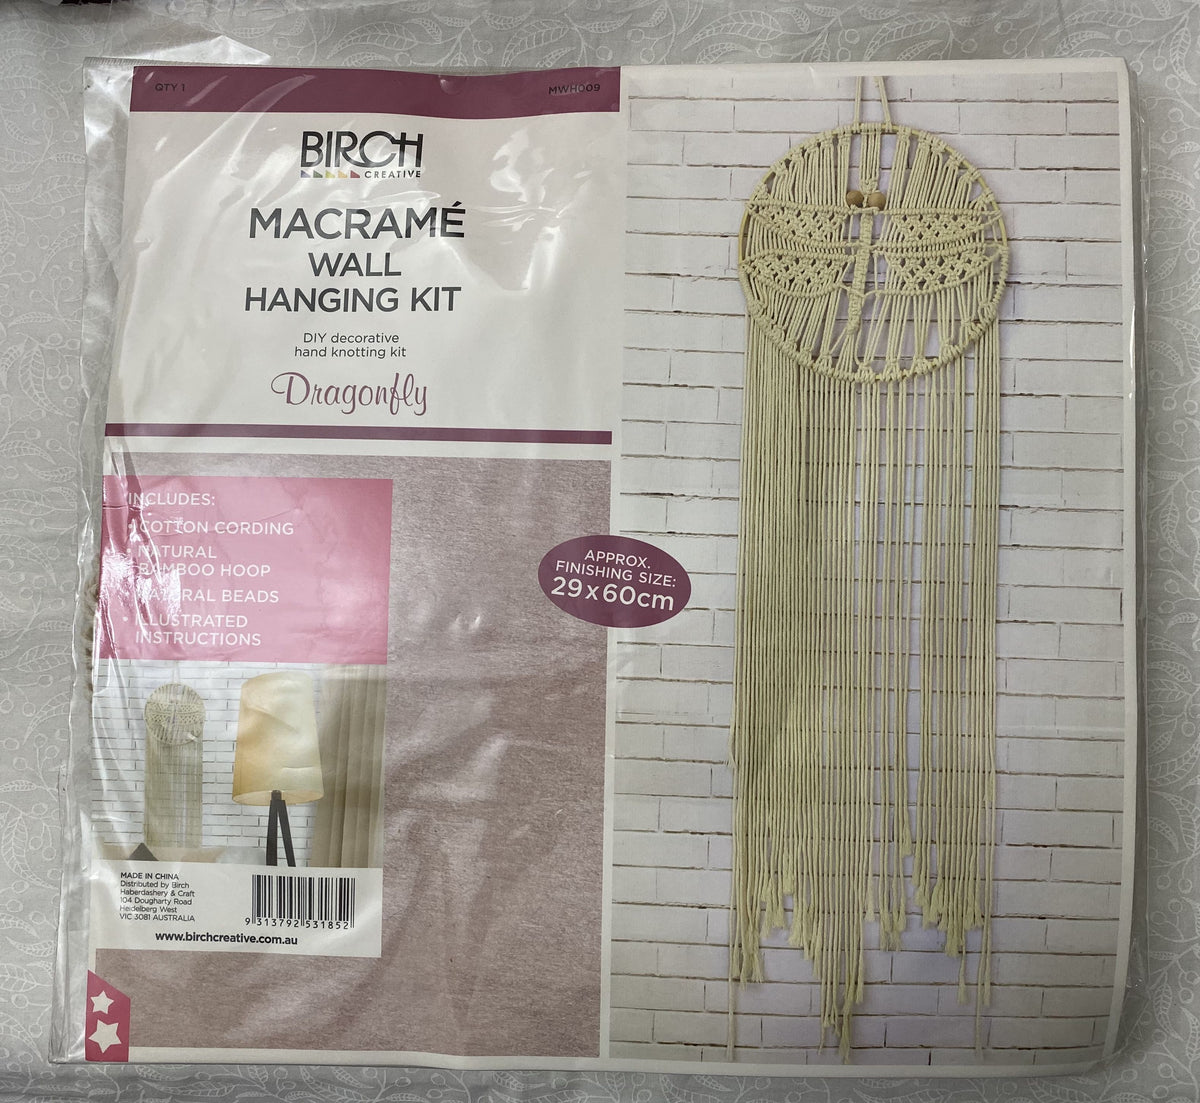 QTY 1
MWH009
BIRCH
CREATIVE
MACRAMÉ
WALL
HANGING KIT
DIY decorative
hand knotting kit
Dragonfly
INCLUDES:
• COTTON CORDING
• NATURAL
BAMBOO HOOP
NATURAL BEADS
• ILLUSTRATED
INSTRUCTIONS
APPROX.
FINISHING SIZE:
29x60cm
MADE IN CHINA
Distributed by Birch
Haberdashery & Craft
104 Dougharty Road
Heidelberg West
VIC 3081 AUSTRALIA
9 313792 531852
www.birchcreative.com.au